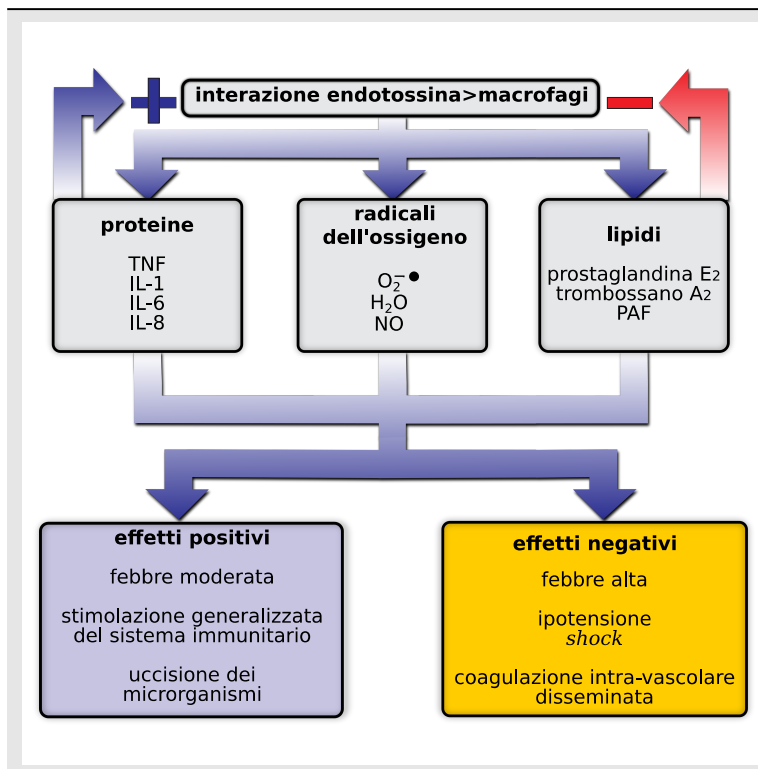 interazione endotossina>macrofagi
proteine
TNF
IL-1
IL-6
IL-8
radicali
dell'ossigeno
O₂⁻•
H₂O
NO
lipidi
prostaglandina E₂
trombossano A₂
PAF
effetti positivi
febbre moderata
stimolazione generalizzata
del sistema immunitario
uccisione dei
microrganismi
effetti negativi
febbre alta
ipotensione
shock
coagulazione intra-vascolare
disseminata